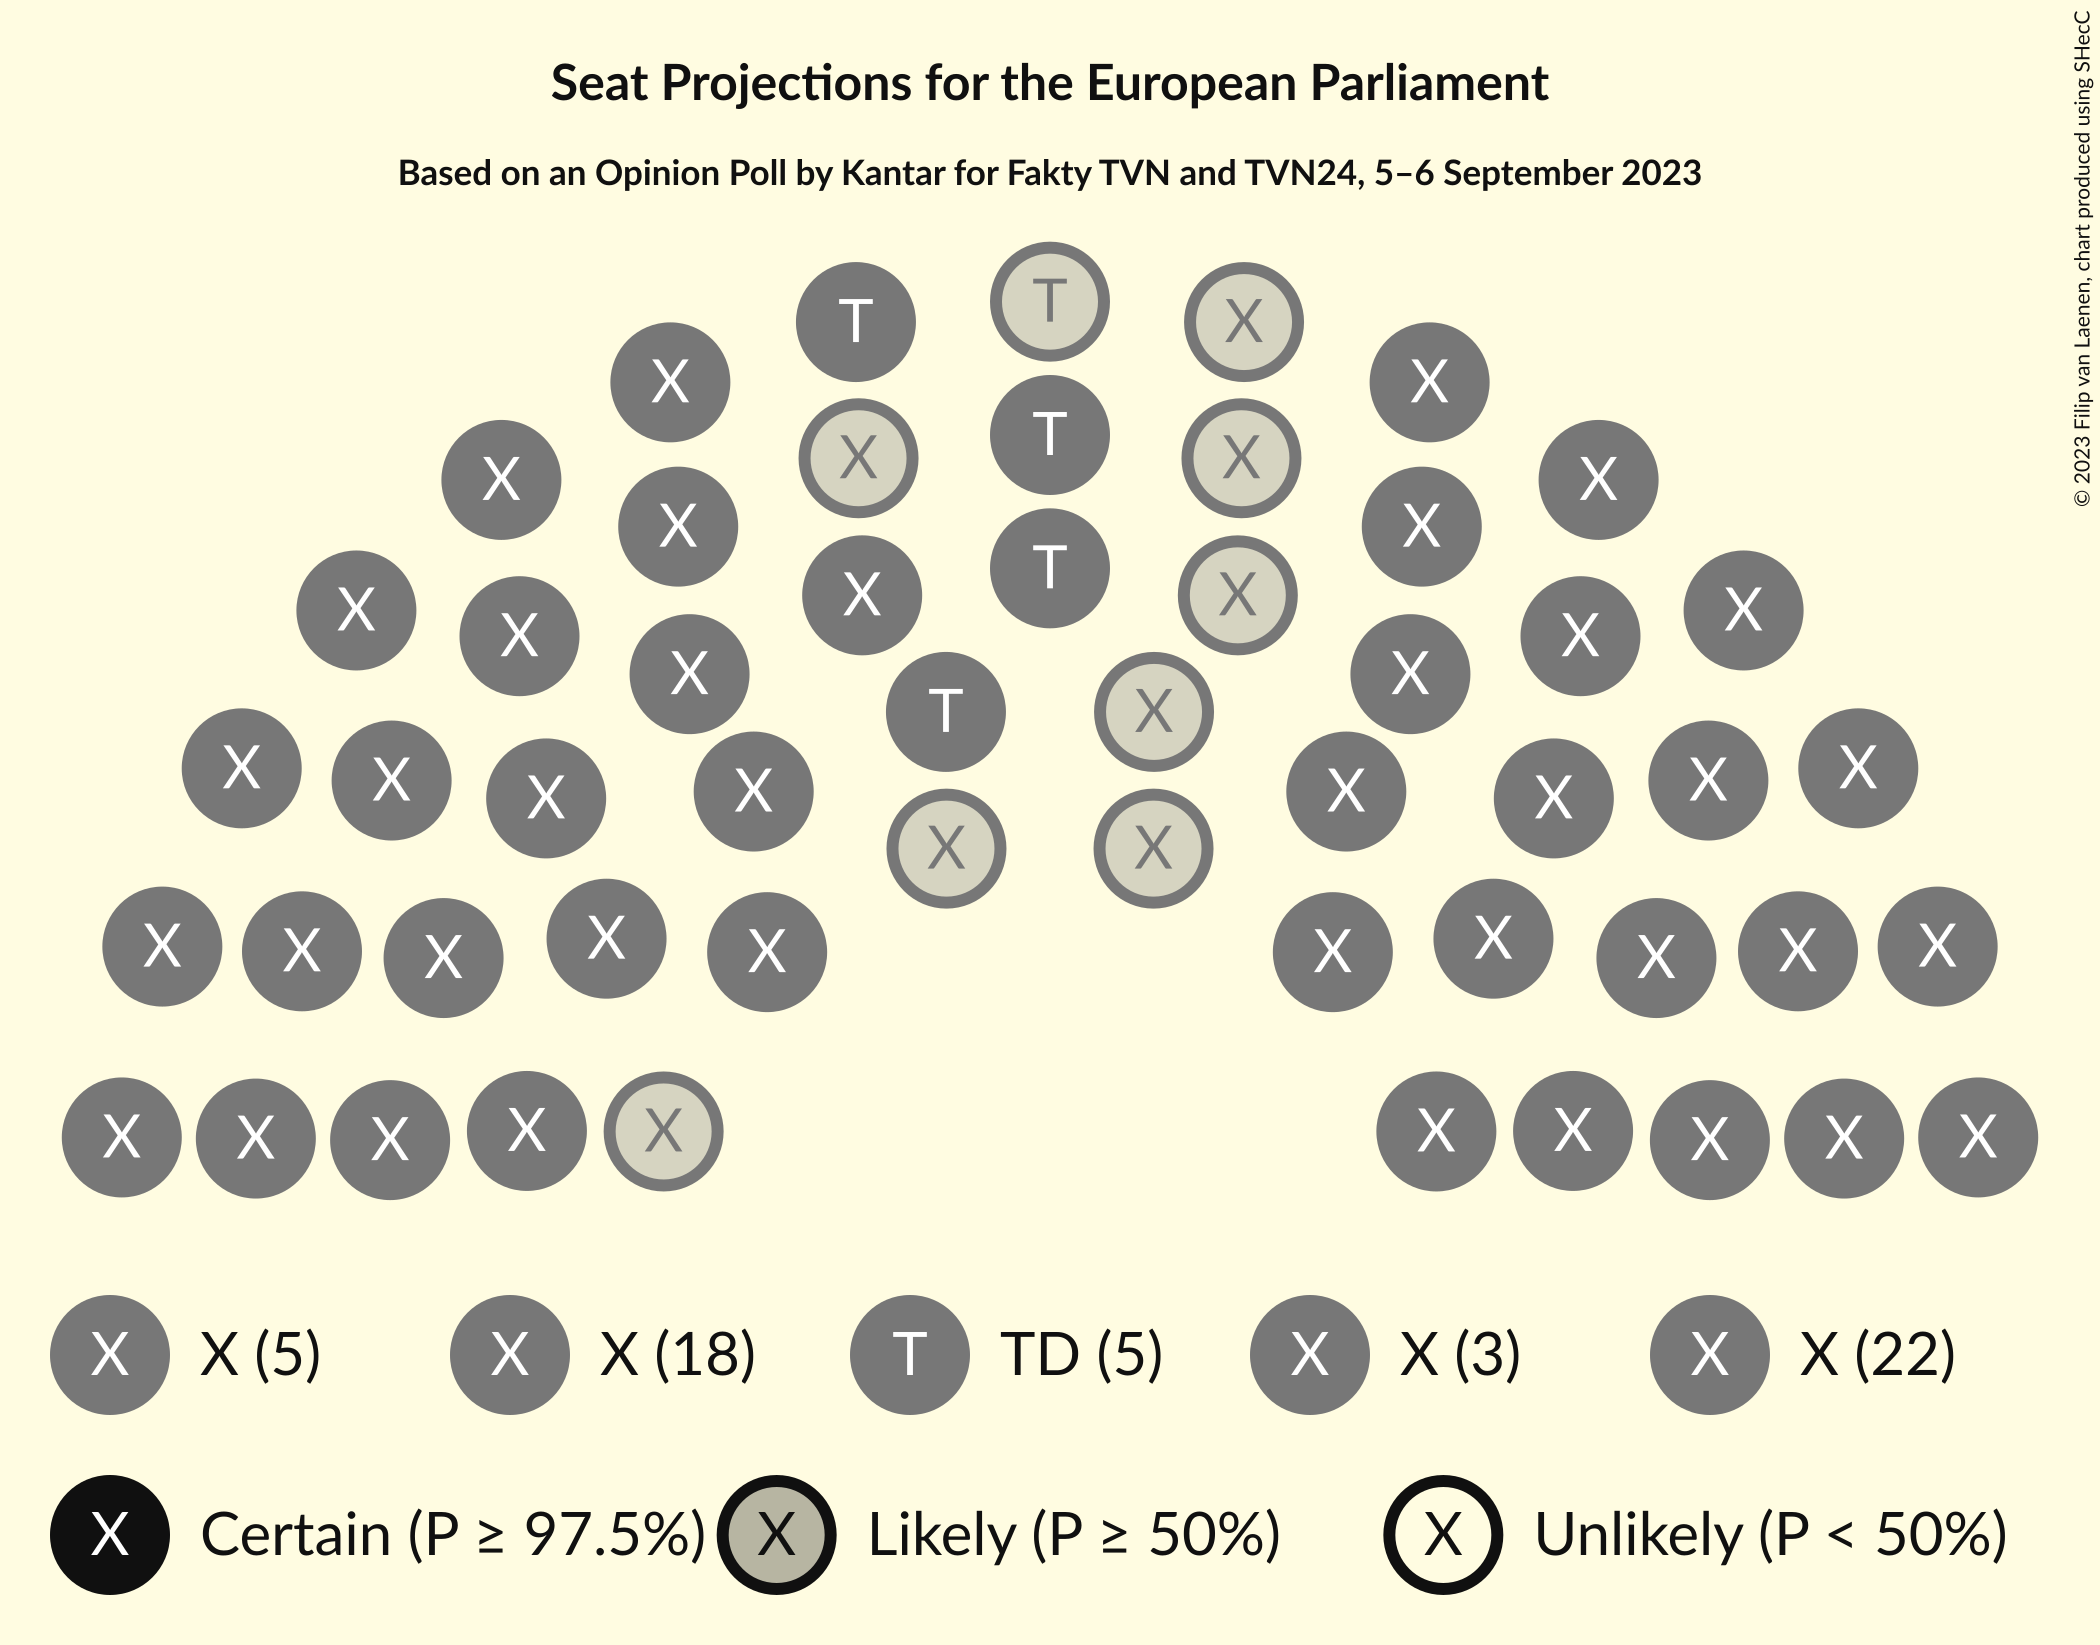 Seat Projections for the European Parliament
Based on an Opinion Poll by Kantar for Fakty TVN and TVN24, 5–6 September 2023
© 2023 Filip van Laenen, chart produced using SHecC
T
T X
X X
X T X
X X
X X
X T X
X X
X X
X X
T X
X X
X X
X X
X X
X X
X X
X X
X X
X X
X X
X X
X X
X X
X X X X X X X X X X
X X (5) X X (18) T TD (5) X X (3) X X (22)
X Certain (P ≥ 97.5%) X Likely (P ≥ 50%) X Unlikely (P < 50%)